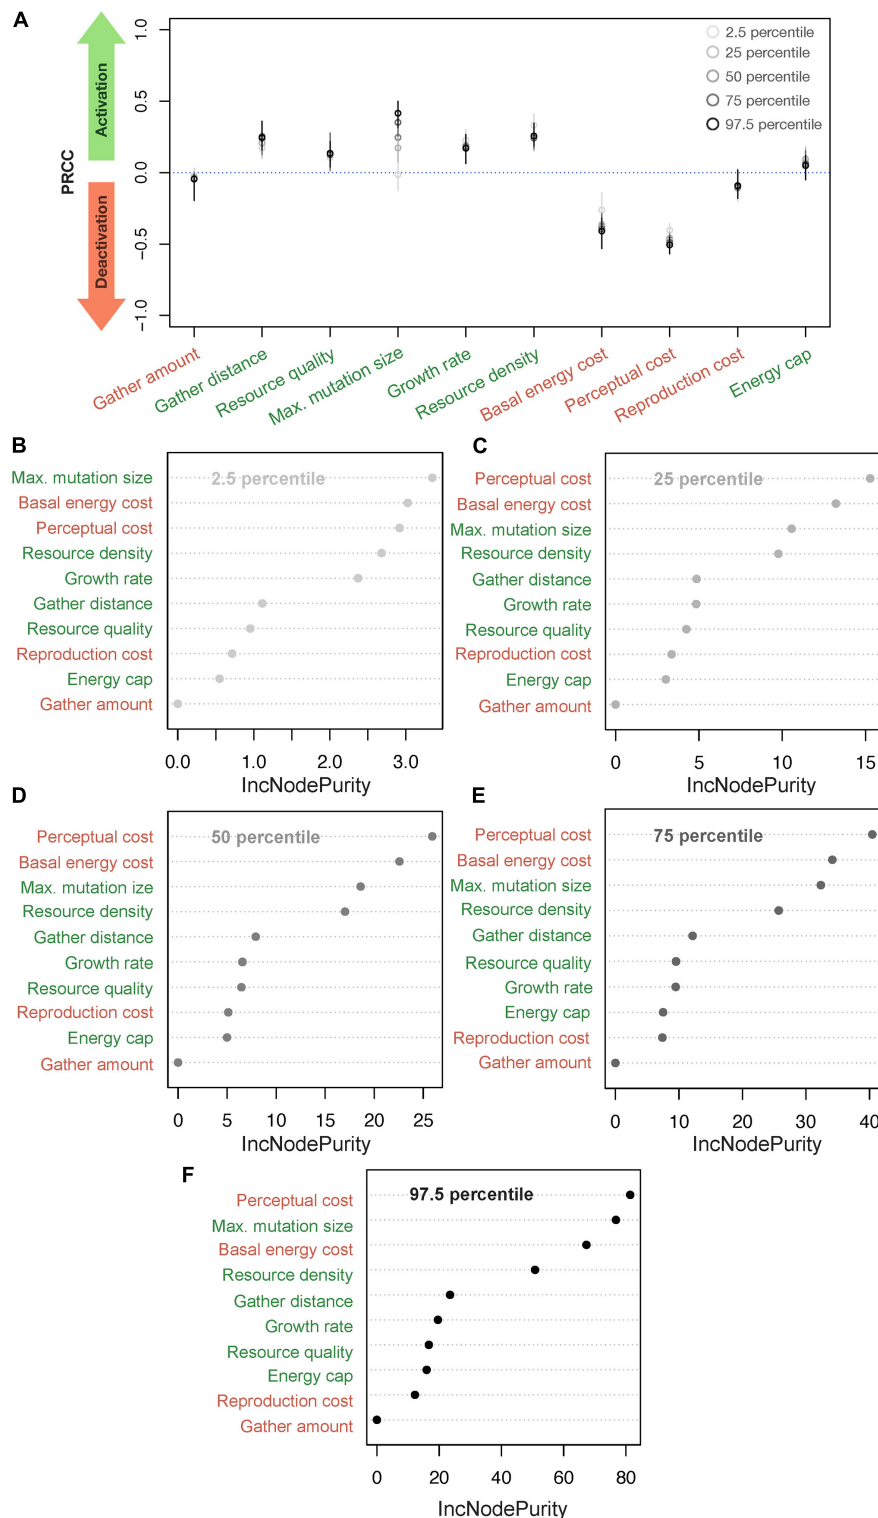 A
Activation
Deactivation
PRCC
1.0
0.5
0.0
−0.5
−1.0
2.5 percentile
25 percentile
50 percentile
75 percentile
97.5 percentile
Gather amount
Gather distance
Resource quality
Max. mutation size
Growth rate
Resource density
Basal energy cost
Perceptual cost
Reproduction cost
Energy cap
B
2.5 percentile
Max. mutation size
Basal energy cost
Perceptual cost
Resource density
Growth rate
Gather distance
Resource quality
Reproduction cost
Energy cap
Gather amount
0.0 1.0 2.0 3.0
IncNodePurity
C
25 percentile
Perceptual cost
Basal energy cost
Max. mutation size
Resource density
Gather distance
Growth rate
Resource quality
Reproduction cost
Energy cap
Gather amount
0 5 10 15
IncNodePurity
D
50 percentile
Perceptual cost
Basal energy cost
Max. mutation ize
Resource density
Gather distance
Growth rate
Resource quality
Reproduction cost
Energy cap
Gather amount
0 5 10 15 20 25
IncNodePurity
E
75 percentile
Perceptual cost
Basal energy cost
Max. mutation size
Resource density
Gather distance
Resource quality
Growth rate
Energy cap
Reproduction cost
Gather amount
0 10 20 30 40
IncNodePurity
F
97.5 percentile
Perceptual cost
Max. mutation size
Basal energy cost
Resource density
Gather distance
Growth rate
Resource quality
Energy cap
Reproduction cost
Gather amount
0 20 40 60 80
IncNodePurity